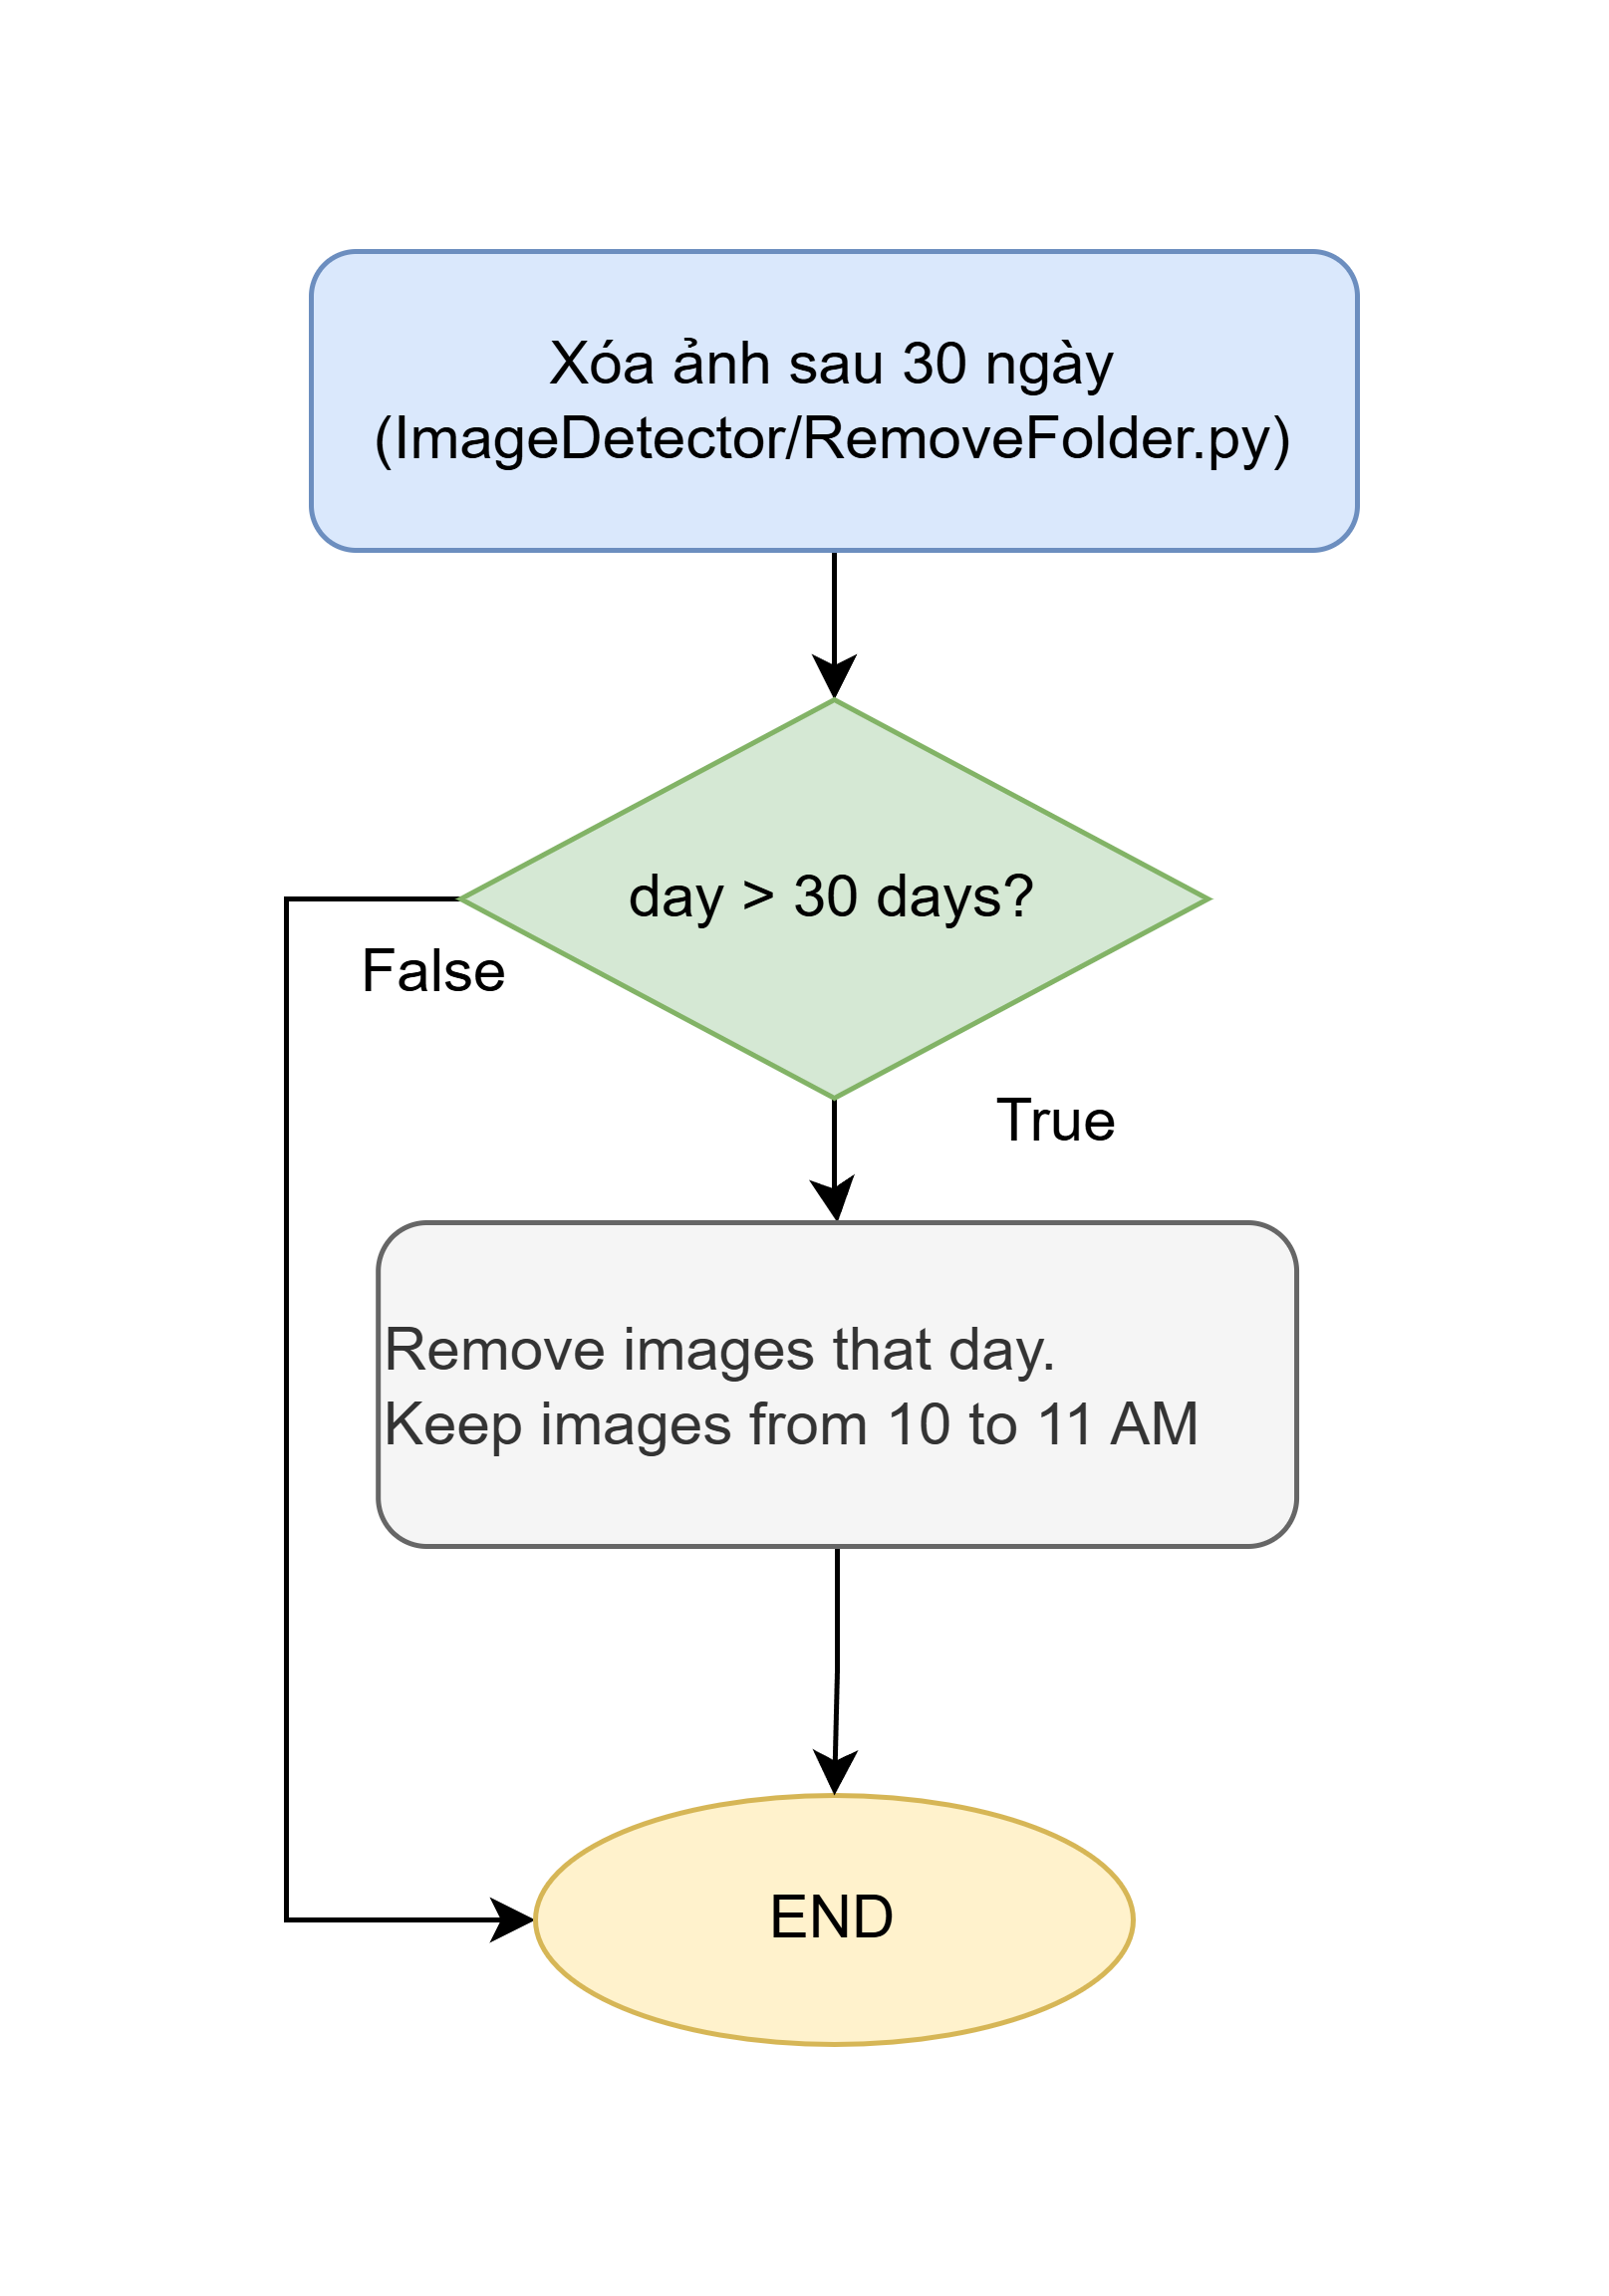 Xóa ảnh sau 30 ngày
(ImageDetector/RemoveFolder.py)
day > 30 days?
False
True
Remove images that day.
Keep images from 10 to 11 AM
END